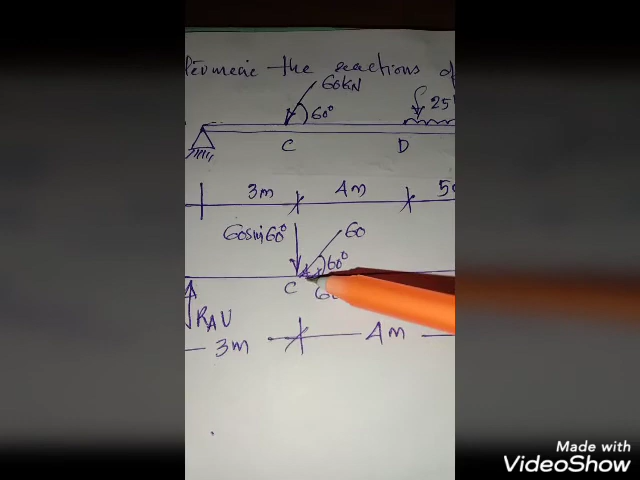 the reactions of
60KN
60°
25
C
D
3m
4m
60sin60°
60
60°
C
RAV
3m
4m
Made with
VideoShow